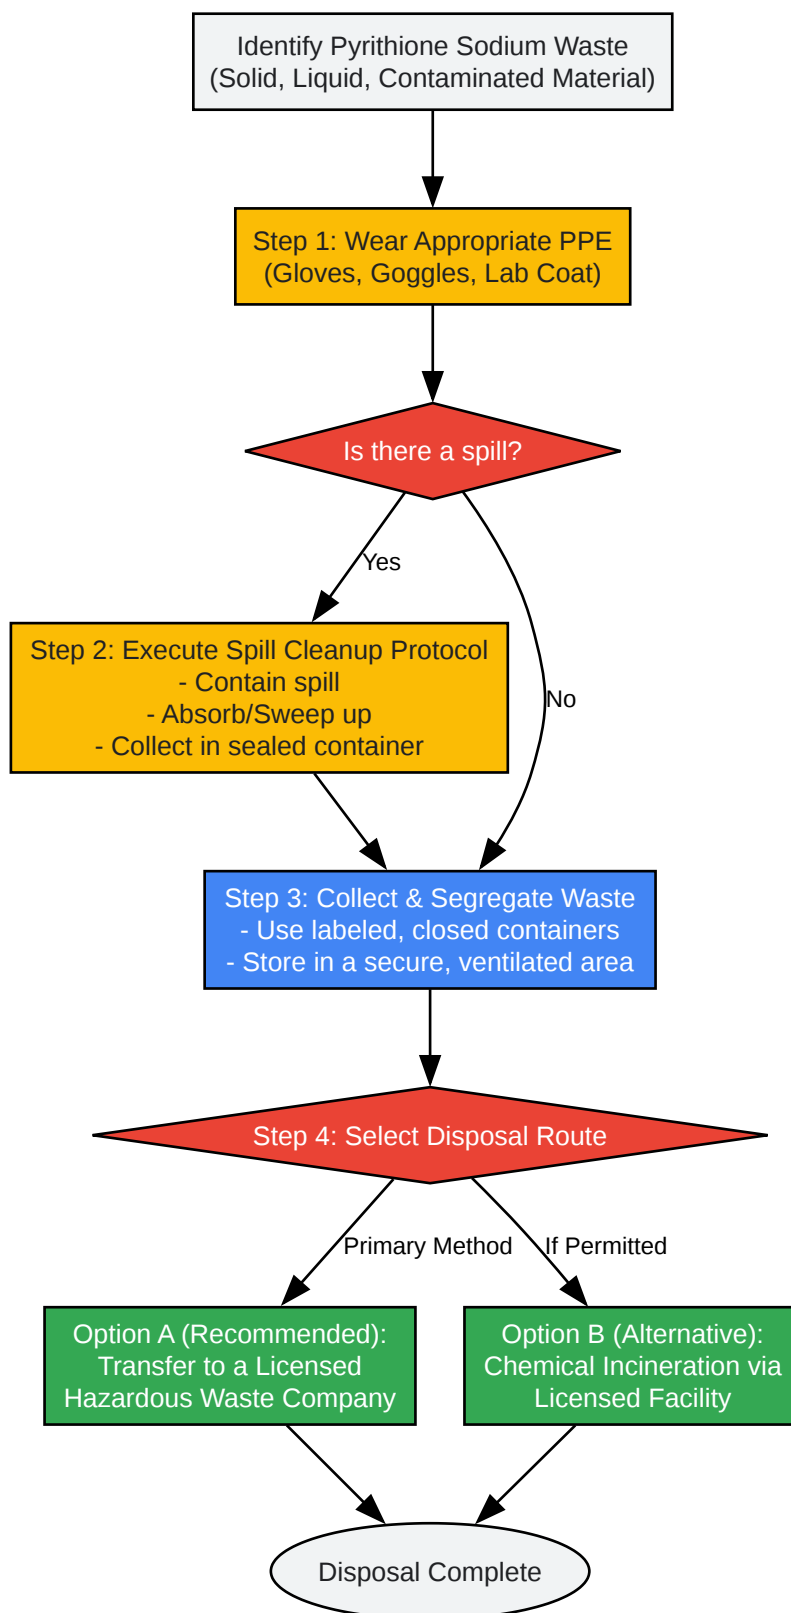 Identify Pyrithione Sodium Waste
(Solid, Liquid, Contaminated Material)
Step 1: Wear Appropriate PPE
(Gloves, Goggles, Lab Coat)
Is there a spill?
Yes
Step 2: Execute Spill Cleanup Protocol
- Contain spill
- Absorb/Sweep up
- Collect in sealed container
No
Step 3: Collect & Segregate Waste
- Use labeled, closed containers
- Store in a secure, ventilated area
Step 4: Select Disposal Route
Primary Method
If Permitted
Option A (Recommended):
Transfer to a Licensed
Hazardous Waste Company
Option B (Alternative):
Chemical Incineration via
Licensed Facility
Disposal Complete